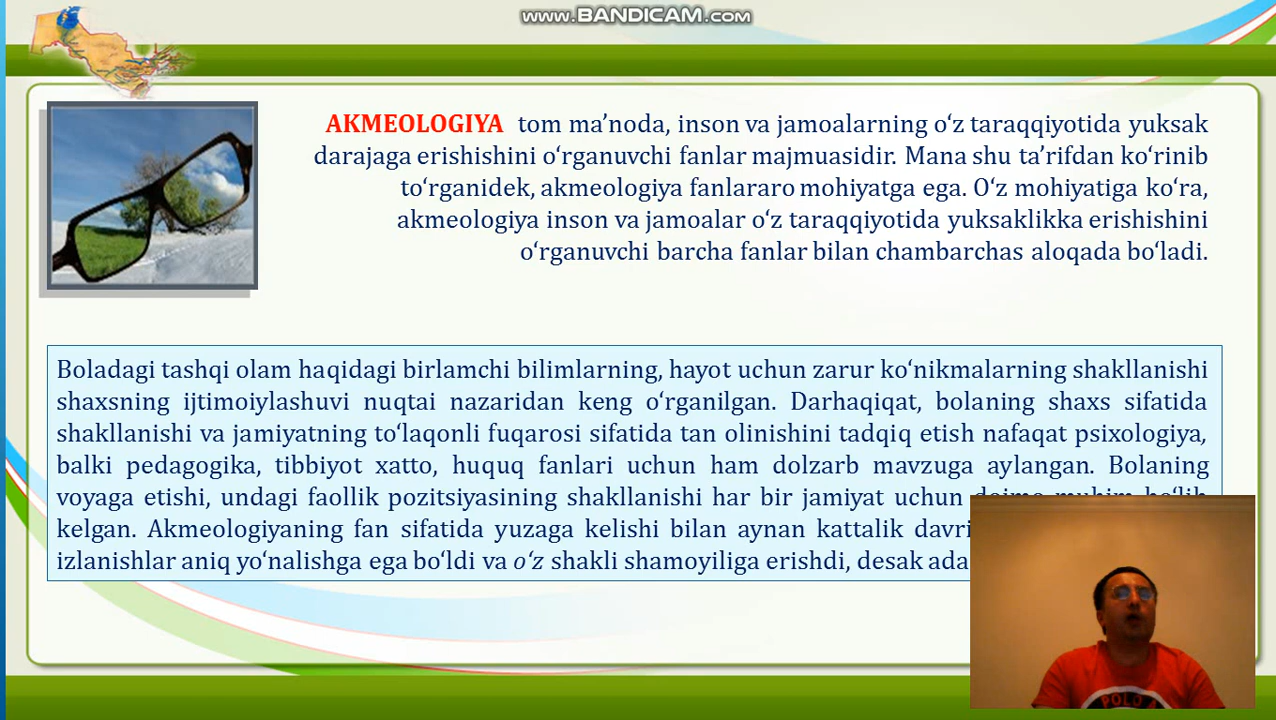 www.BANDICAM.com
AKMEOLOGIYA tom ma’noda, inson va jamoalarning o‘z taraqqiyotida yuksak
darajaga erishishini o‘rganuvchi fanlar majmuasidir. Mana shu ta’rifdan ko‘rinib
to‘rganidek, akmeologiya fanlararo mohiyatga ega. O‘z mohiyatiga ko‘ra,
akmeologiya inson va jamoalar o‘z taraqqiyotida yuksaklikka erishishini
o‘rganuvchi barcha fanlar bilan chambarchas aloqada bo‘ladi.
Boladagi tashqi olam haqidagi birlamchi bilimlarning, hayot uchun zarur ko‘nikmalarning shakllanishi
shaxsning ijtimoiylashuvi nuqtai nazaridan keng o‘rganilgan. Darhaqiqat, bolaning shaxs sifatida
shakllanishi va jamiyatning to‘laqonli fuqarosi sifatida tan olinishini tadqiq etish nafaqat psixologiya,
balki pedagogika, tibbiyot xatto, huquq fanlari uchun ham dolzarb mavzuga aylangan. Bolaning
voyaga etishi, undagi faollik pozitsiyasining shakllanishi har bir jamiyat uchun doimo muhim bo‘lib
kelgan. Akmeologiyaning fan sifatida yuzaga kelishi bilan aynan kattalik davri
izlanishlar aniq yo‘nalishga ega bo‘ldi va o‘z shakli shamoyiliga erishdi, desak ada
POLO